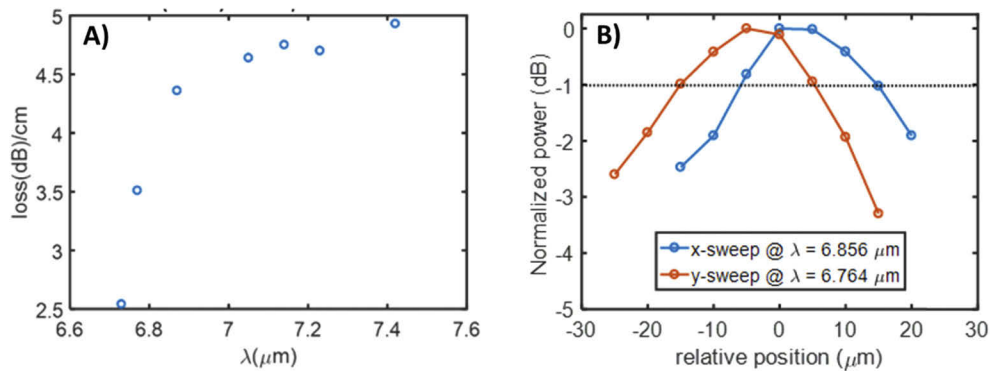 A)
loss(dB)/cm
5
4.5
4
3.5
3
2.5
6.6 6.8 7 7.2 7.4 7.6
λ(μm)
B)
Normalized power (dB)
0
-1
-2
-3
-4
-5
x-sweep @ λ = 6.856 μm
y-sweep @ λ = 6.764 μm
-30 -20 -10 0 10 20 30
relative position (μm)